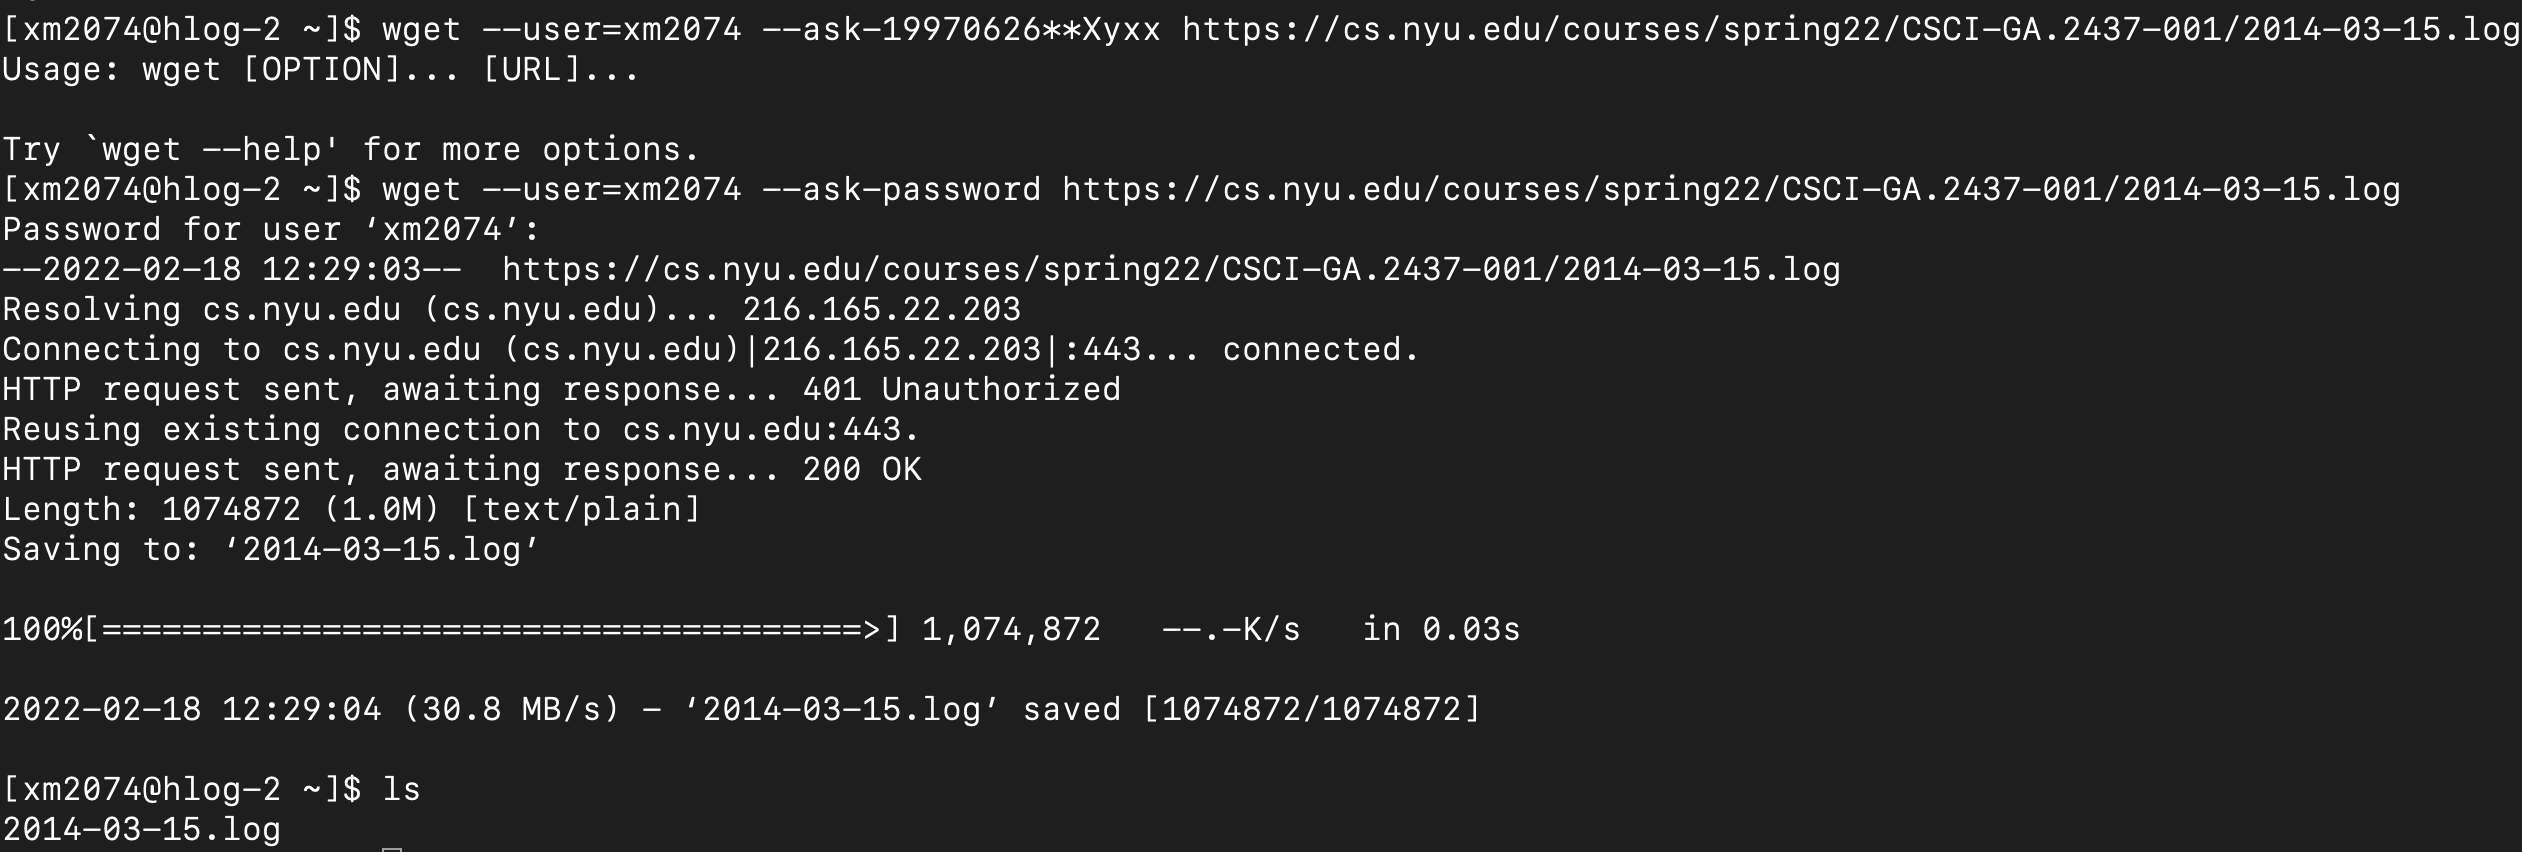 [xm2074@hlog-2 ~]$ wget --user=xm2074 --ask-19970626**Xyxx https://cs.nyu.edu/courses/spring22/CSCI-GA.2437-001/2014-03-15.log
Usage: wget [OPTION]... [URL]...
Try `wget --help' for more options.
[xm2074@hlog-2 ~]$ wget --user=xm2074 --ask-password https://cs.nyu.edu/courses/spring22/CSCI-GA.2437-001/2014-03-15.log
Password for user ‘xm2074’:
--2022-02-18 12:29:03--  https://cs.nyu.edu/courses/spring22/CSCI-GA.2437-001/2014-03-15.log
Resolving cs.nyu.edu (cs.nyu.edu)... 216.165.22.203
Connecting to cs.nyu.edu (cs.nyu.edu)|216.165.22.203|:443... connected.
HTTP request sent, awaiting response... 401 Unauthorized
Reusing existing connection to cs.nyu.edu:443.
HTTP request sent, awaiting response... 200 OK
Length: 1074872 (1.0M) [text/plain]
Saving to: ‘2014-03-15.log’
100%[======================================>] 1,074,872   --.-K/s   in 0.03s
2022-02-18 12:29:04 (30.8 MB/s) - ‘2014-03-15.log’ saved [1074872/1074872]
[xm2074@hlog-2 ~]$ ls
2014-03-15.log